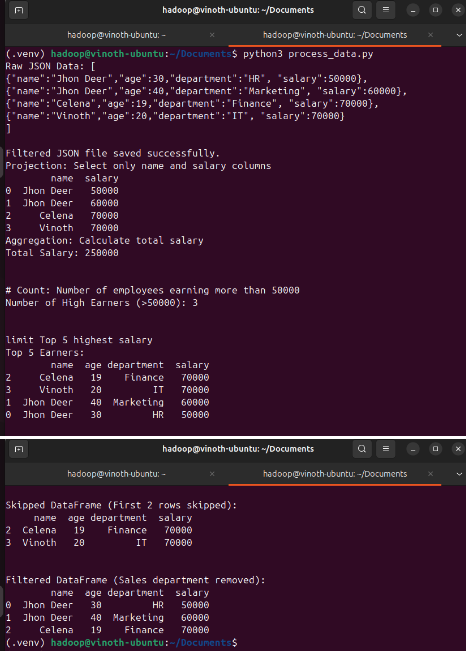 hadoop@vinoth-ubuntu: ~/Documents
hadoop@vinoth-ubuntu: ~
hadoop@vinoth-ubuntu: ~/Documents
(.venv) hadoop@vinoth-ubuntu:~/Documents$ python3 process_data.py
Raw JSON Data: [
{"name":"Jhon Deer","age":30,"department":"HR", "salary":50000},
{"name":"Jhon Deer","age":40,"department":"Marketing", "salary":60000},
{"name":"Celena","age":19,"department":"Finance", "salary":70000},
{"name":"Vinoth","age":20,"department":"IT", "salary":70000}
]
Filtered JSON file saved successfully.
Projection: Select only name and salary columns
name salary
0 Jhon Deer 50000
1 Jhon Deer 60000
2 Celena 70000
3 Vinoth 70000
Aggregation: Calculate total salary
Total Salary: 250000
# Count: Number of employees earning more than 50000
Number of High Earners (>50000): 3
limit Top 5 highest salary
Top 5 Earners:
name age department salary
2 Celena 19 Finance 70000
3 Vinoth 20 IT 70000
1 Jhon Deer 40 Marketing 60000
0 Jhon Deer 30 HR 50000
hadoop@vinoth-ubuntu: ~/Documents
hadoop@vinoth-ubuntu: ~
hadoop@vinoth-ubuntu: ~/Documents
Skipped DataFrame (First 2 rows skipped):
name age department salary
2 Celena 19 Finance 70000
3 Vinoth 20 IT 70000
Filtered DataFrame (Sales department removed):
name age department salary
0 Jhon Deer 30 HR 50000
1 Jhon Deer 40 Marketing 60000
2 Celena 19 Finance 70000
(.venv) hadoop@vinoth-ubuntu:~/Documents$